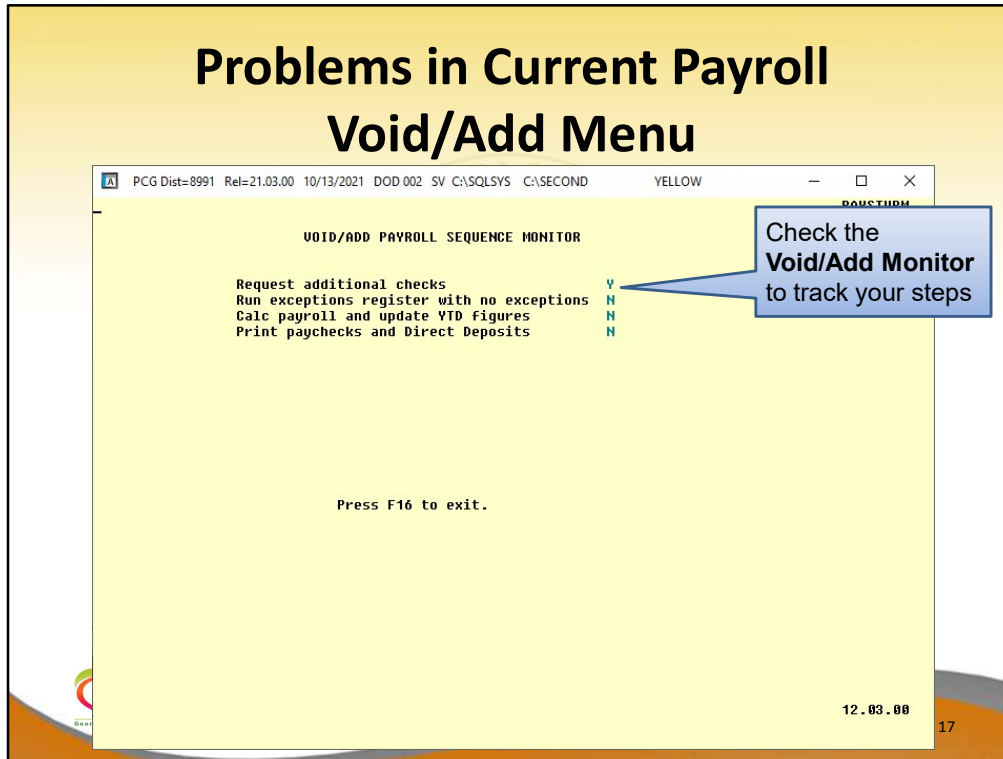 Problems in Current Payroll
Void/Add Menu
PCG Dist=8991 Rel=21.03.00 10/13/2021 DOD 002 SV C:\SQLSYS C:\SECOND YELLOW
VOID/ADD PAYROLL SEQUENCE MONITOR
Check the
Void/Add Monitor
to track your steps
Request additional checks Y
Run exceptions register with no exceptions N
Calc payroll and update YTD figures N
Print paychecks and Direct Deposits N
Press F16 to exit.
12.03.00
17